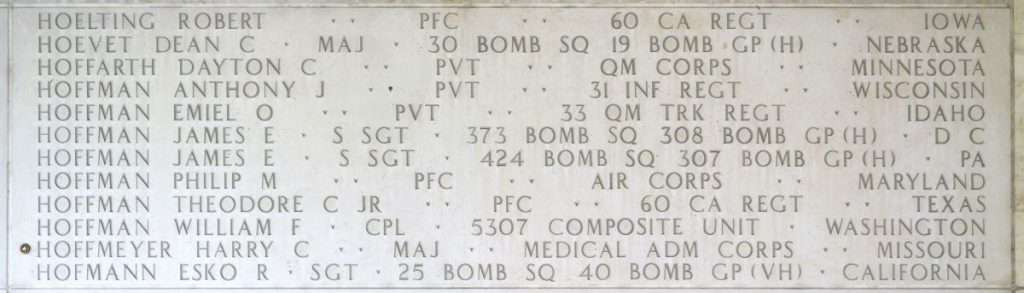 HOELTING ROBERT · · PFC · · 60 CA REGT · · IOWA
HOEVET DEAN C · MAJ · 30 BOMB SQ 19 BOMB GP (H) · NEBRASKA
HOFFARTH DAYTON C · · PVT · · QM CORPS · · MINNESOTA
HOFFMAN ANTHONY J · · PVT · · 31 INF REGT · · WISCONSIN
HOFFMAN EMIEL O · · PVT · · 33 QM TRK REGT · · IDAHO
HOFFMAN JAMES E · S SGT · 373 BOMB SQ 308 BOMB GP (H) · D C
HOFFMAN JAMES E · S SGT · 424 BOMB SQ 307 BOMB GP (H) · PA
HOFFMAN PHILIP M · · PFC · · AIR CORPS · · MARYLAND
HOFFMAN THEODORE C JR · · PFC · · 60 CA REGT · · TEXAS
HOFFMAN WILLIAM F · CPL · 5307 COMPOSITE UNIT · WASHINGTON
HOFFMEYER HARRY C · · MAJ · · MEDICAL ADM CORPS · · MISSOURI
HOFMANN ESKO R · SGT · 25 BOMB SQ 40 BOMB GP (VH) · CALIFORNIA